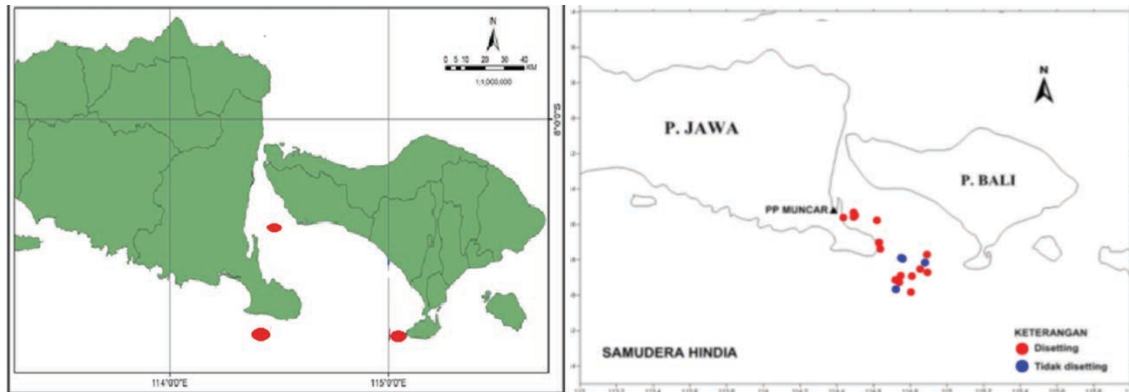 N
0 5 10 20 30 40
KM
1:1,000,000
8°0'0"S
114°0'0"E
115°0'0"E
P. JAWA
N
P. BALI
PP MUNCAR
SAMUDERA HINDIA
KETERANGAN
Disetting
Tidak disetting